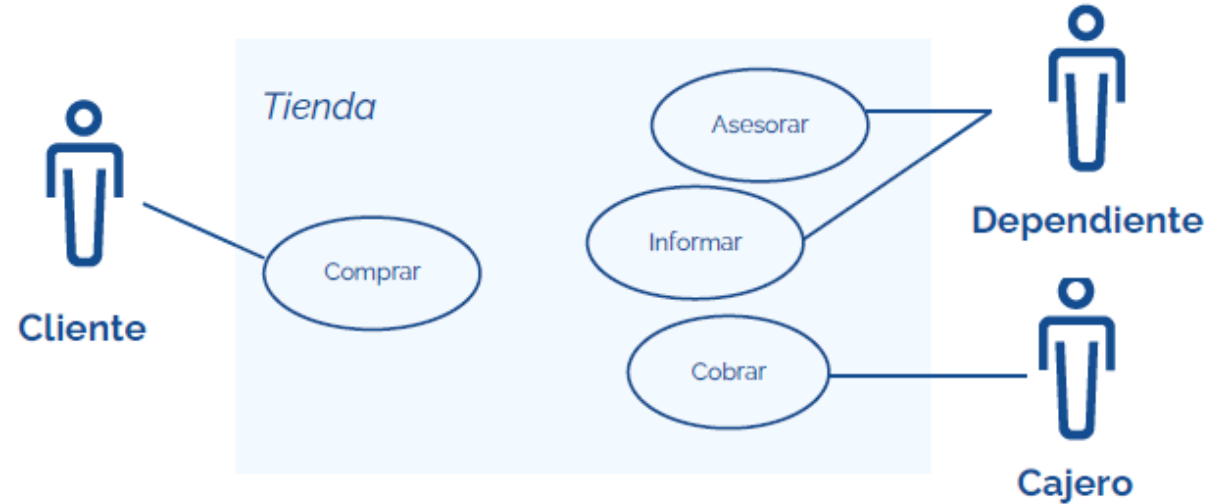 Tienda
Asesorar
Dependiente
Informar
Comprar
Cliente
Cobrar
Cajero